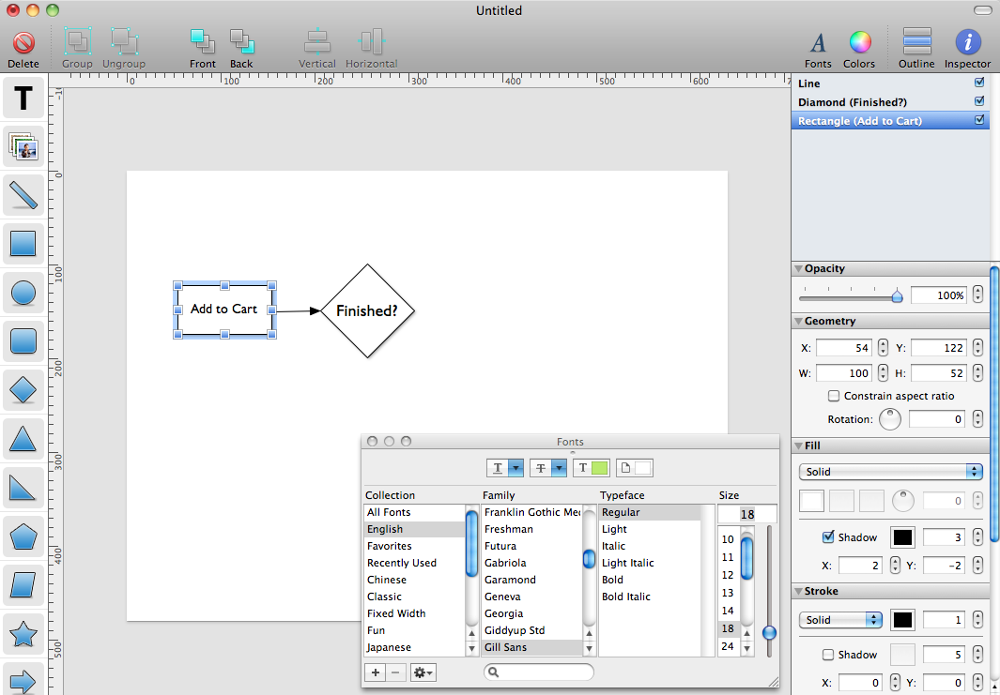 Untitled
Delete Group Ungroup Front Back Vertical Horizontal Fonts Colors Outline Inspector
0 100 200 300 400 500 600 7
T
-10
0
100
200
300
400
500
Line
Diamond (Finished?)
Rectangle (Add to Cart)
Add to Cart
Finished?
Opacity
100%
Geometry
X: 54 Y: 122
W: 100 H: 52
Constrain aspect ratio
Rotation: 0
Fill
Solid
0
Shadow 3
X: 2 Y: -2
Stroke
Solid 1
Shadow 5
X: 0 Y: 0
Fonts
T T T
Collection Family Typeface Size
18
All Fonts
English
Favorites
Recently Used
Chinese
Classic
Fixed Width
Fun
Japanese
Franklin Gothic Med
Freshman
Futura
Gabriola
Garamond
Geneva
Georgia
Giddyup Std
Gill Sans
Regular
Light
Italic
Light Italic
Bold
Bold Italic
10
11
12
13
14
18
24